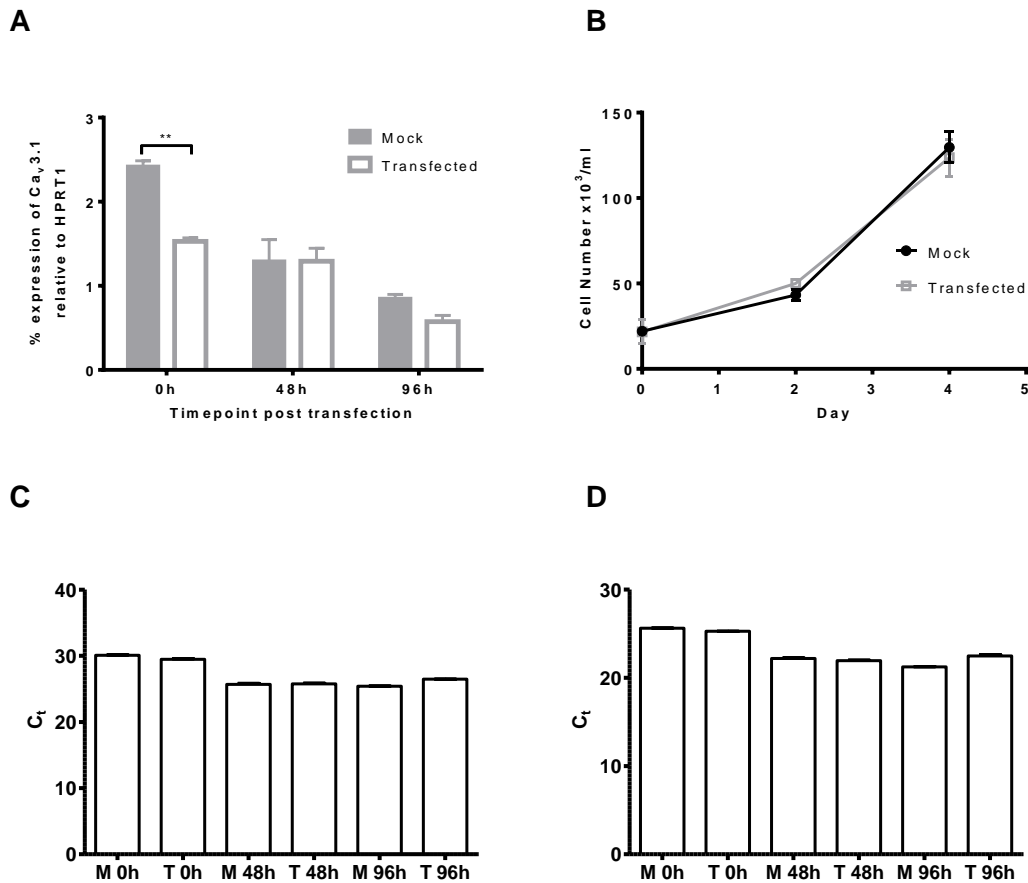 A
B
% expression of Cav3.1
relative to HPRT1
3
2
1
0
**
Mock
Transfected
0h
48h
96h
Timepoint post transfection
Cell Number x10³/ml
150
100
50
0
Mock
Transfected
0
1
2
3
4
5
Day
C
D
Ct
40
30
20
10
0
M 0h
T 0h
M 48h
T 48h
M 96h
T 96h
Ct
30
20
10
0
M 0h
T 0h
M 48h
T 48h
M 96h
T 96h